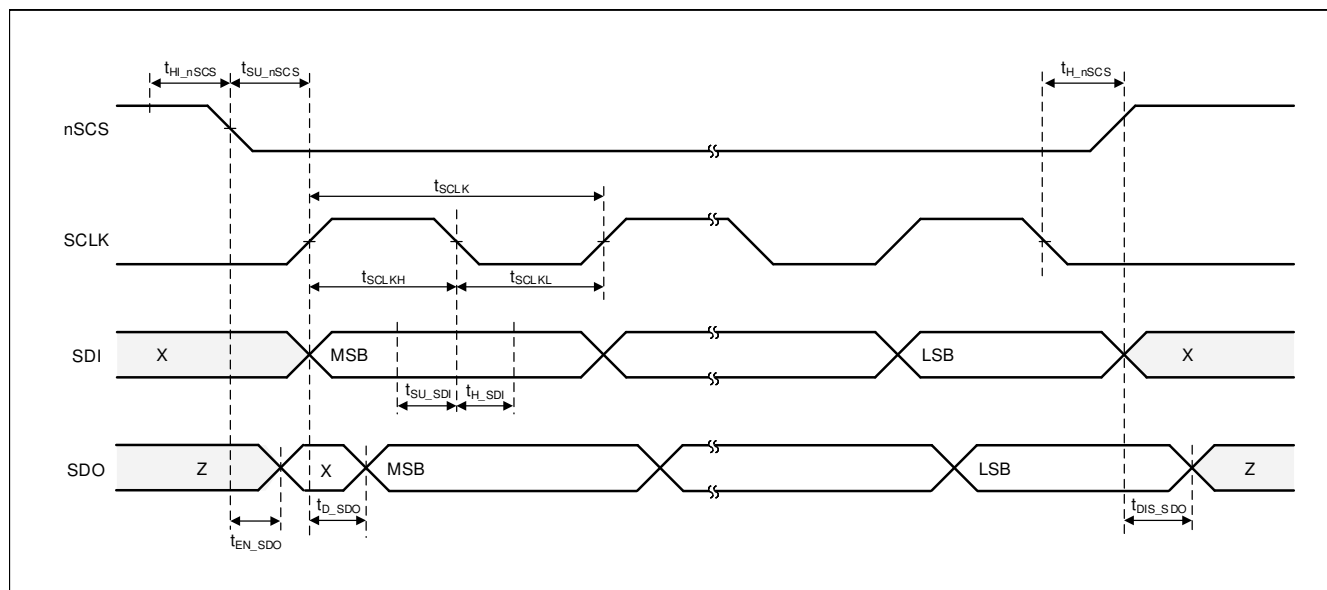 tHI_nSCS tSU_nSCS tH_nSCS
nSCS
tSCLK
SCLK
tSCLKH tSCLKL
SDI X MSB LSB X
tSU_SDI tH_SDI
SDO Z X MSB LSB Z
tD_SDO tDIS_SDO
tEN_SDO